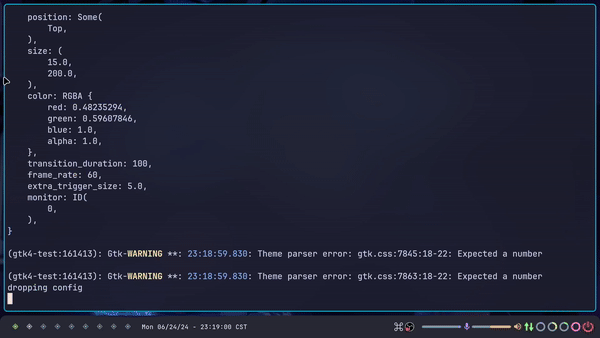 position: Some(
        Top,
    ),
    size: (
        15.0,
        200.0,
    ),
    color: RGBA {
        red: 0.48235294,
        green: 0.59607846,
        blue: 1.0,
        alpha: 1.0,
    },
    transition_duration: 100,
    frame_rate: 60,
    extra_trigger_size: 5.0,
    monitor: ID(
        0,
    ),
}
(gtk4-test:161413): Gtk-WARNING **: 23:18:59.830: Theme parser error: gtk.css:7845:18-22: Expected a number
(gtk4-test:161413): Gtk-WARNING **: 23:18:59.830: Theme parser error: gtk.css:7863:18-22: Expected a number
dropping config
Mon 06/24/24 - 23:19:00 CST